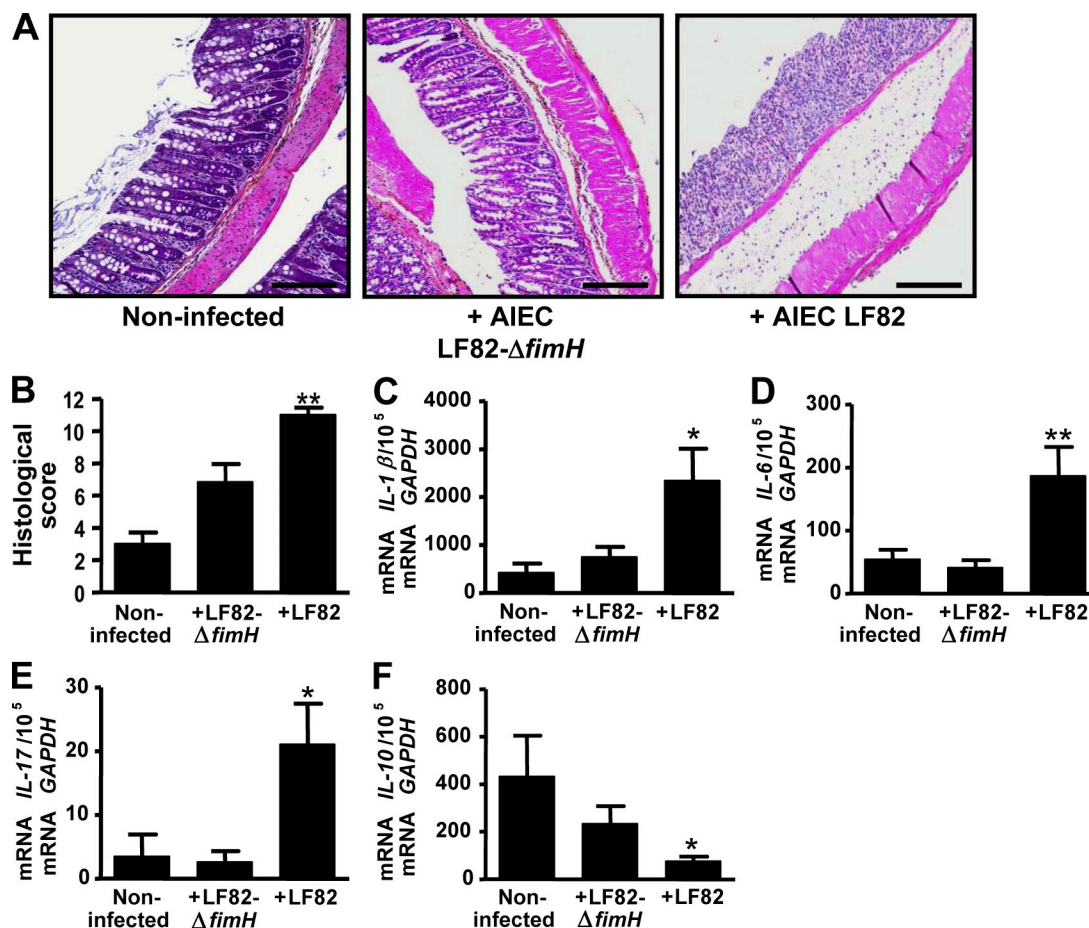 A
Non-infected
+ AIEC
LF82-ΔfimH
+ AIEC LF82
B
Histological
score
12
10
8
6
4
2
0
**
Non-
infected
+LF82-
ΔfimH
+LF82
C
mRNA IL-1β/10⁵
mRNA GAPDH
4000
3000
2000
1000
0
*
Non-
infected
+LF82-
ΔfimH
+LF82
D
mRNA IL-6/10⁵
mRNA GAPDH
300
200
100
0
**
Non-
infected
+LF82-
ΔfimH
+LF82
E
mRNA IL-17/10⁵
mRNA GAPDH
30
20
10
0
*
Non-
infected
+LF82-
ΔfimH
+LF82
F
mRNA IL-10/10⁵
mRNA GAPDH
800
600
400
200
0
*
Non-
infected
+LF82-
ΔfimH
+LF82